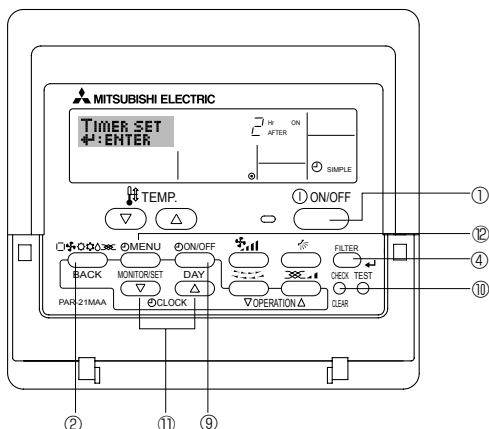 MITSUBISHI ELECTRIC
TIMER SET
↵:ENTER
2 Hr ON
AFTER
SIMPLE
TEMP.
ON/OFF
①
⑫
MENU
ON/OFF
FILTER
④
BACK
MONITOR/SET
DAY
CHECK TEST
PAR-21MAA
CLOCK
▽OPERATION△
CLEAR
⑩
②
⑪
⑨